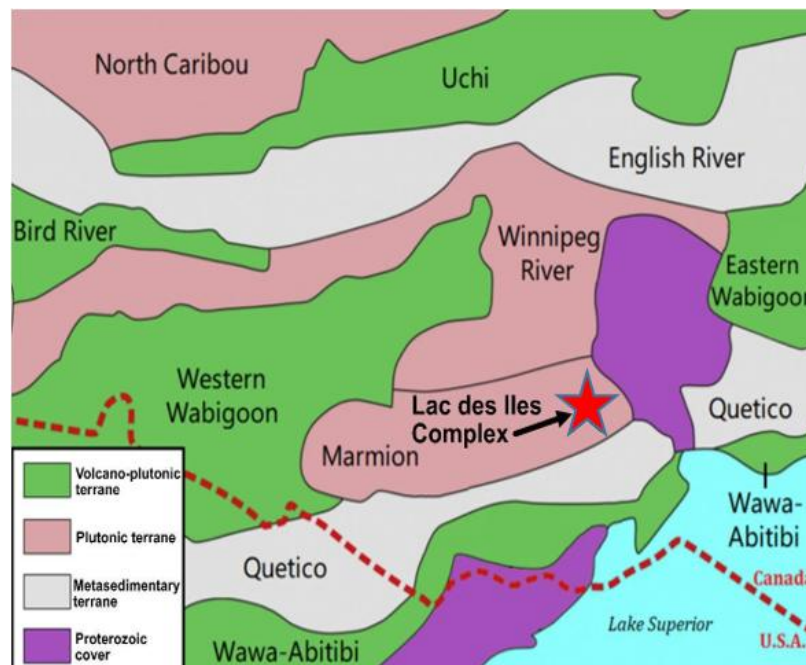 North Caribou
Uchi
English River
Bird River
Winnipeg
River
Eastern
Wabigoon
Western
Wabigoon
Lac des Iles
Complex
Quetico
Marmion
Volcano-plutonic
terrane
Plutonic terrane
Metasedimentary
terrane
Proterozoic
cover
Quetico
Wawa-Abitibi
Wawa-
Abitibi
Lake Superior
Canada
U.S.A.